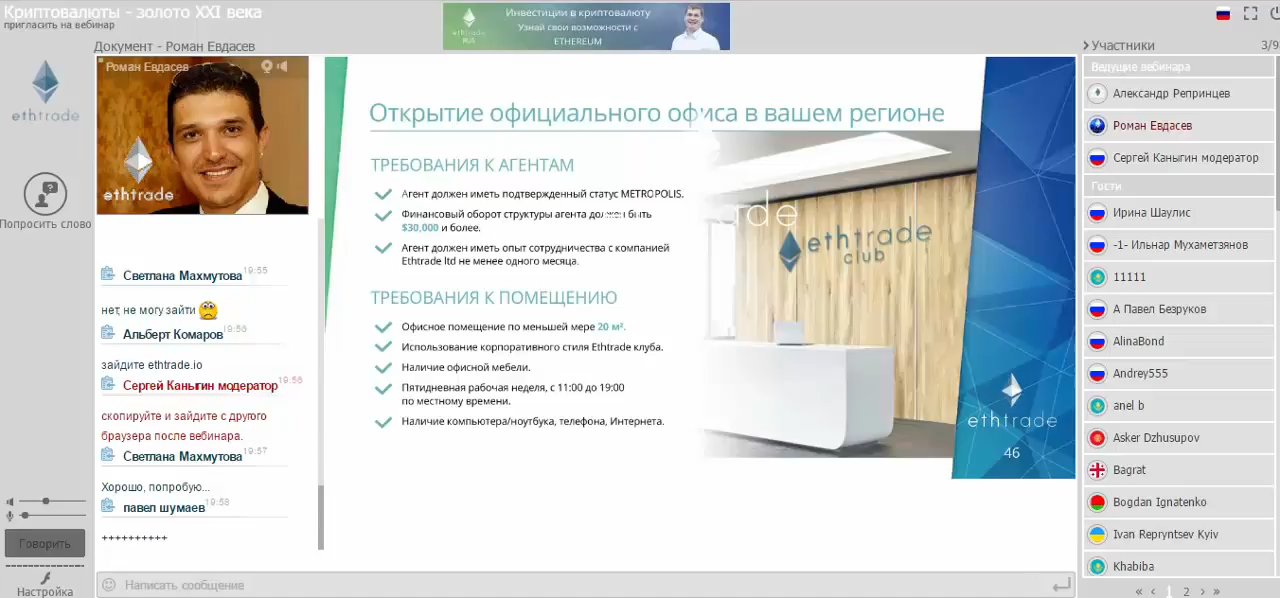 Криптовалюты - золото XXI века
пригласить на вебинар
Инвестиции в криптовалюту
Узнай свои возможности с
ETHEREUM
ethtrade
RUS
Документ - Роман Евдасев
Участники
ethtrade
Попросить слово
Говорить
Настройка
Роман Евдасев
ethtrade
Светлана Махмутова 19:55
нет, не могу зайти
Альберт Комаров 19:56
зайдите ethtrade.io
Сергей Каныгин модератор 19:56
скопируйте и зайдите с другого
браузера после вебинара.
Светлана Махмутова 19:57
Хорошо, попробую...
павел шумаев 19:58
++++++++++
Написать сообщение
Открытие официального офиса в вашем регионе
ТРЕБОВАНИЯ К АГЕНТАМ
Агент должен иметь подтвержденный статус METROPOLIS.
Финансовый оборот структуры агента должен быть
$30,000 и более.
Агент должен иметь опыт сотрудничества с компанией
Ethtrade ltd не менее одного месяца.
ТРЕБОВАНИЯ К ПОМЕЩЕНИЮ
Офисное помещение по меньшей мере 20 м².
Использование корпоративного стиля Ethtrade клуба.
Наличие офисной мебели.
Пятидневная рабочая неделя, с 11:00 до 19:00
по местному времени.
Наличие компьютера/ноутбука, телефона, Интернета.
ethtrade
club
ethtrade
46
Ведущие вебинара
Александр Репринцев
Роман Евдасев
Сергей Каныгин модератор
Гости
Ирина Шаулис
-1- Ильнар Мухаметзянов
11111
А Павел Безруков
AlinaBond
Andrey555
anel b
Asker Dzhusupov
Bagrat
Bogdan Ignatenko
Ivan Repryntsev Kyiv
Khabiba
« ‹ 1 2 › »